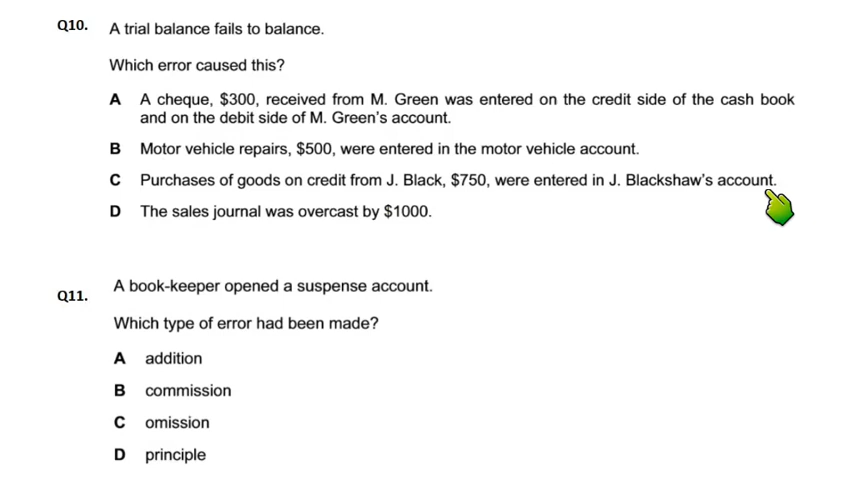 Q10. A trial balance fails to balance.
Which error caused this?
A A cheque, $300, received from M. Green was entered on the credit side of the cash book
and on the debit side of M. Green's account.
B Motor vehicle repairs, $500, were entered in the motor vehicle account.
C Purchases of goods on credit from J. Black, $750, were entered in J. Blackshaw's account.
D The sales journal was overcast by $1000.
Q11. A book-keeper opened a suspense account.
Which type of error had been made?
A addition
B commission
C omission
D principle